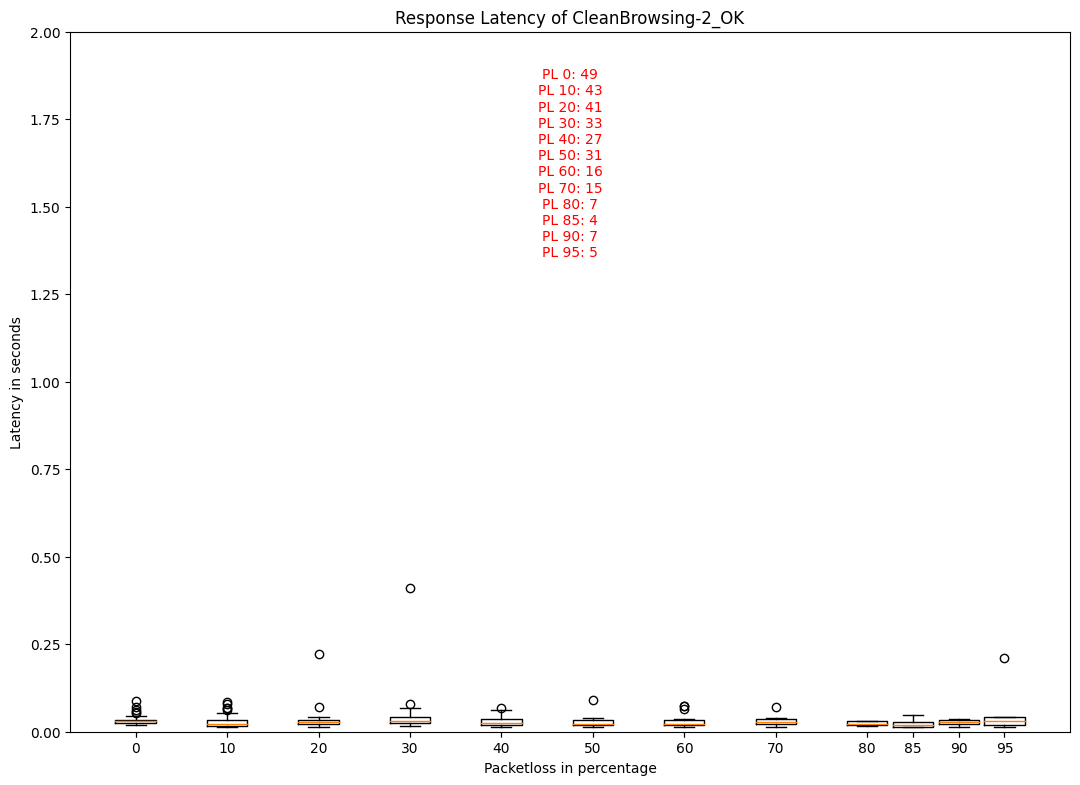 Response Latency of CleanBrowsing-2_OK
2.00
1.75
1.50
1.25
1.00
0.75
0.50
0.25
0.00
Latency in seconds
PL 0: 49
PL 10: 43
PL 20: 41
PL 30: 33
PL 40: 27
PL 50: 31
PL 60: 16
PL 70: 15
PL 80: 7
PL 85: 4
PL 90: 7
PL 95: 5
0 10 20 30 40 50 60 70 80 85 90 95
Packetloss in percentage